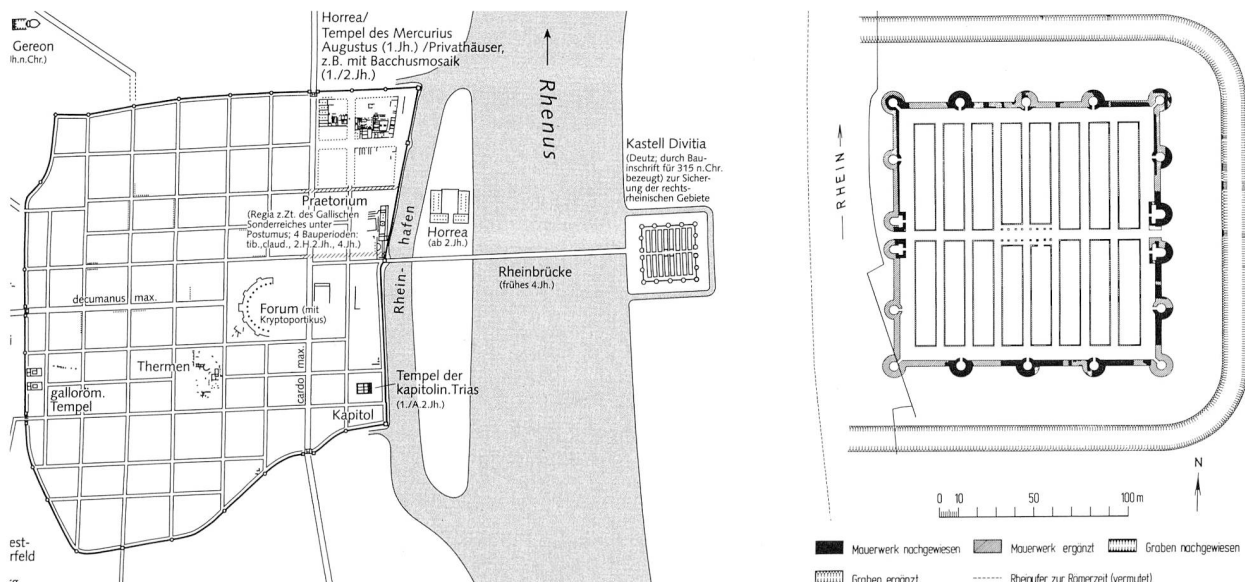 Gereon
h.n.Chr.)
Horrea/
Tempel des Mercurius
Augustus (1.Jh.) /Privathäuser,
z.B. mit Bacchusmosaik
(1./2.Jh.)
Rhenus
Kastell Divitia
(Deutz; durch Bau-
inschrift für 315 n.Chr.
bezeugt) zur Sicher-
ung der rechts-
rheinischen Gebiete
Praetorium
(Regia z.Zt. des Gallischen
Sonderreiches unter
Postumus; 4 Bauperioden:
tib.,claud., 2.H.2.Jh., 4.Jh.)
Rhein-
hafen
Horrea
(ab 2.Jh.)
Rheinbrücke
(frühes 4.Jh.)
decumanus max.
Forum (mit
Kryptoportikus)
Thermen
cardo max.
galloröm.
Tempel
Tempel der
kapitolin.Trias
(1./A.2.Jh.)
Kapitol
est-
rfeld
RHEIN
N
0 10 50 100 m
Mauerwerk nachgewiesen
Mauerwerk ergänzt
Graben nachgewiesen
Graben ergänzt
Rheinufer zur Römerzeit (vermutet)